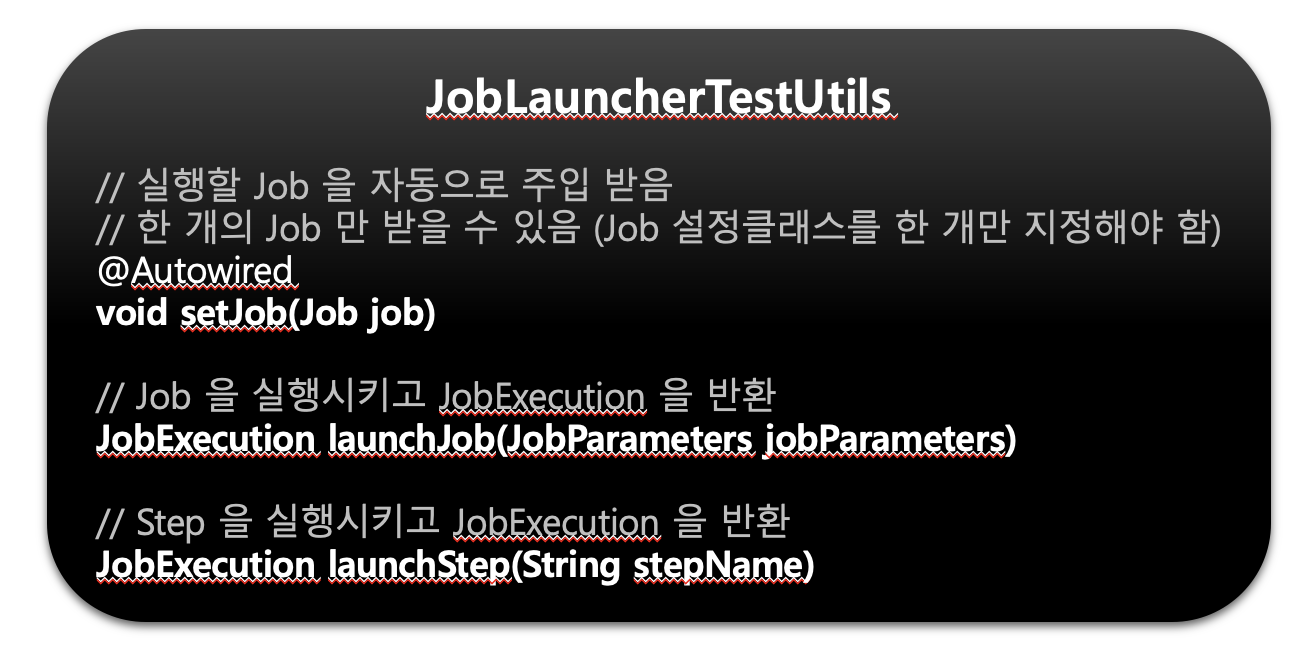 JobLauncherTestUtils
// 실행할 Job 을 자동으로 주입 받음
// 한 개의 Job 만 받을 수 있음 (Job 설정클래스를 한 개만 지정해야 함)
@Autowired
void setJob(Job job)
// Job 을 실행시키고 JobExecution 을 반환
JobExecution launchJob(JobParameters jobParameters)
// Step 을 실행시키고 JobExecution 을 반환
JobExecution launchStep(String stepName)